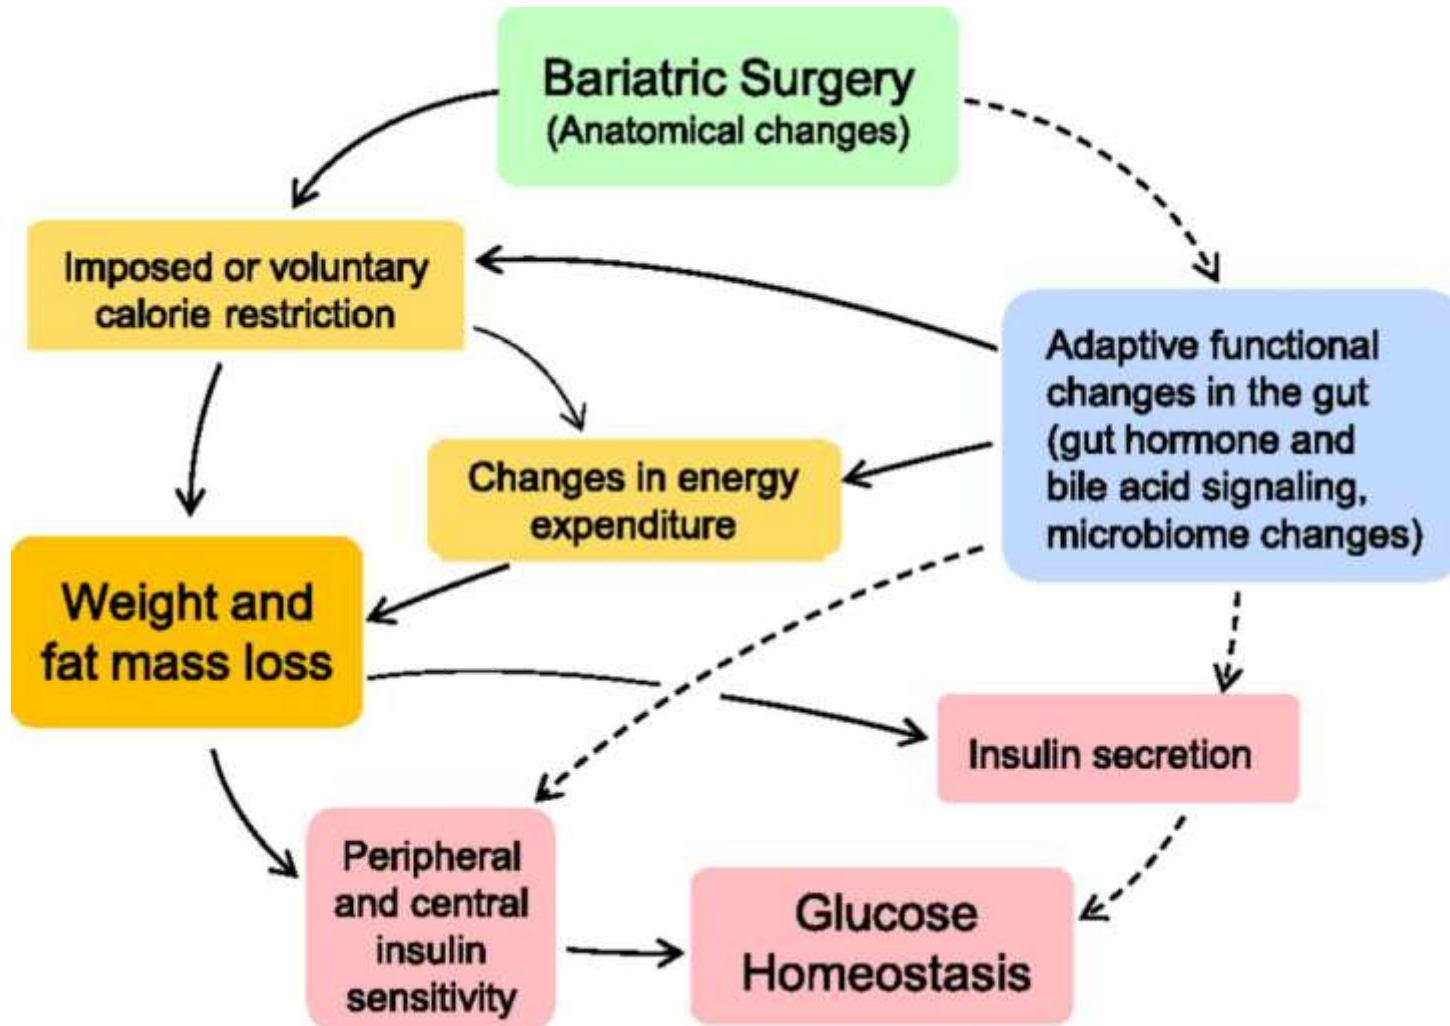 Bariatric Surgery
(Anatomical changes)
Imposed or voluntary
calorie restriction
Adaptive functional
changes in the gut
(gut hormone and
bile acid signaling,
microbiome changes)
Changes in energy
expenditure
Weight and
fat mass loss
Insulin secretion
Peripheral
and central
insulin
sensitivity
Glucose
Homeostasis